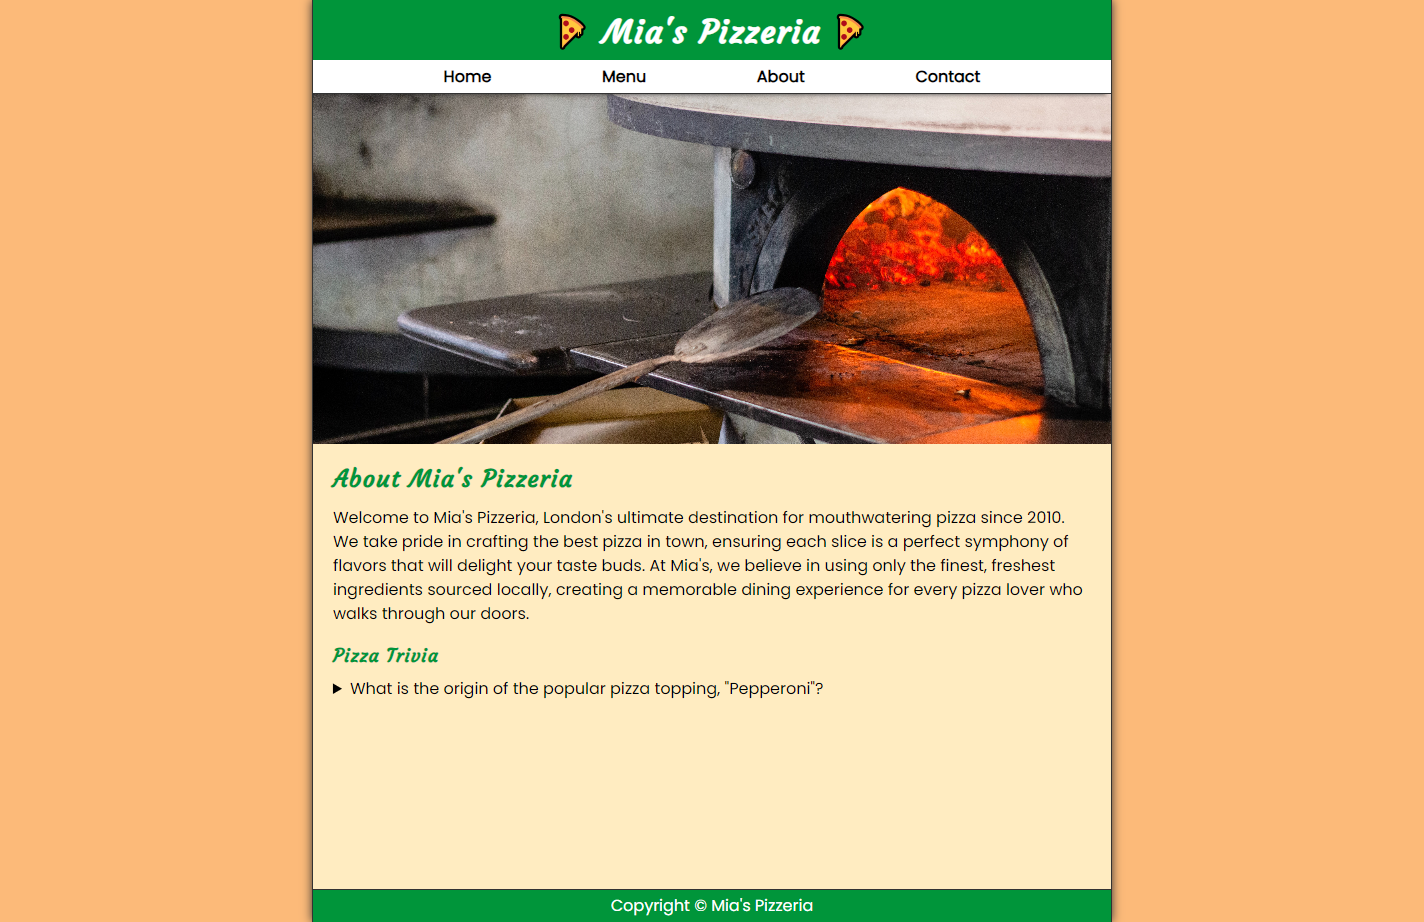 Mia's Pizzeria
Home Menu About Contact
About Mia's Pizzeria
Welcome to Mia's Pizzeria, London's ultimate destination for mouthwatering pizza since 2010.
We take pride in crafting the best pizza in town, ensuring each slice is a perfect symphony of
flavors that will delight your taste buds. At Mia's, we believe in using only the finest, freshest
ingredients sourced locally, creating a memorable dining experience for every pizza lover who
walks through our doors.
Pizza Trivia
What is the origin of the popular pizza topping, "Pepperoni"?
Copyright © Mia's Pizzeria